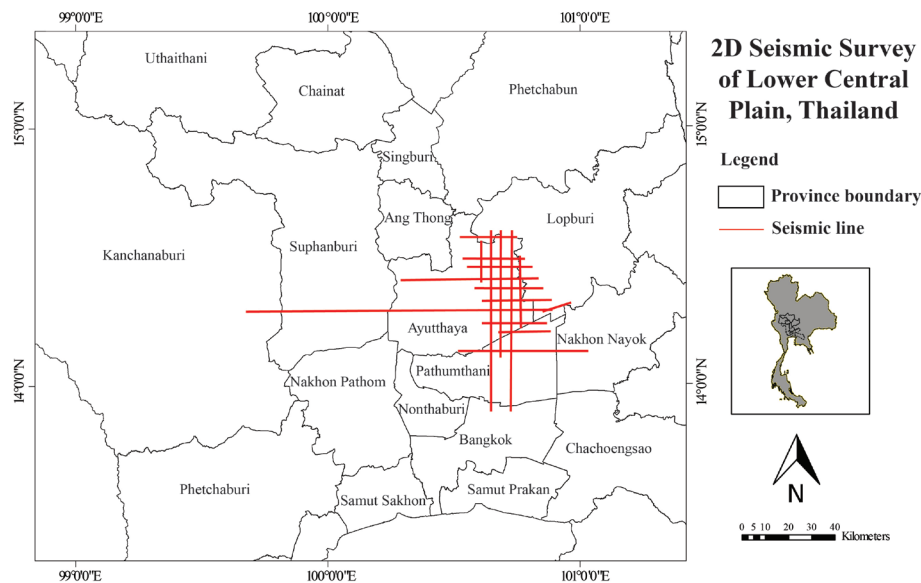 99°0'0"E 100°0'0"E 101°0'0"E
2D Seismic Survey
of Lower Central
Plain, Thailand
Legend
Province boundary
Seismic line
Uthaithani
Chainat
Phetchabun
15°0'0"N 15°0'0"N
Singburi
Ang Thong
Lopburi
Suphanburi
Kanchanaburi
Ayutthaya
Nakhon Nayok
Pathumthani
Nakhon Pathom
14°0'0"N 14°0'0"N
Nonthaburi
Bangkok
Chachoengsao
Phetchaburi
Samut Sakhon
Samut Prakan
N
0 5 10 20 30 40
Kilometers
99°0'0"E 100°0'0"E 101°0'0"E